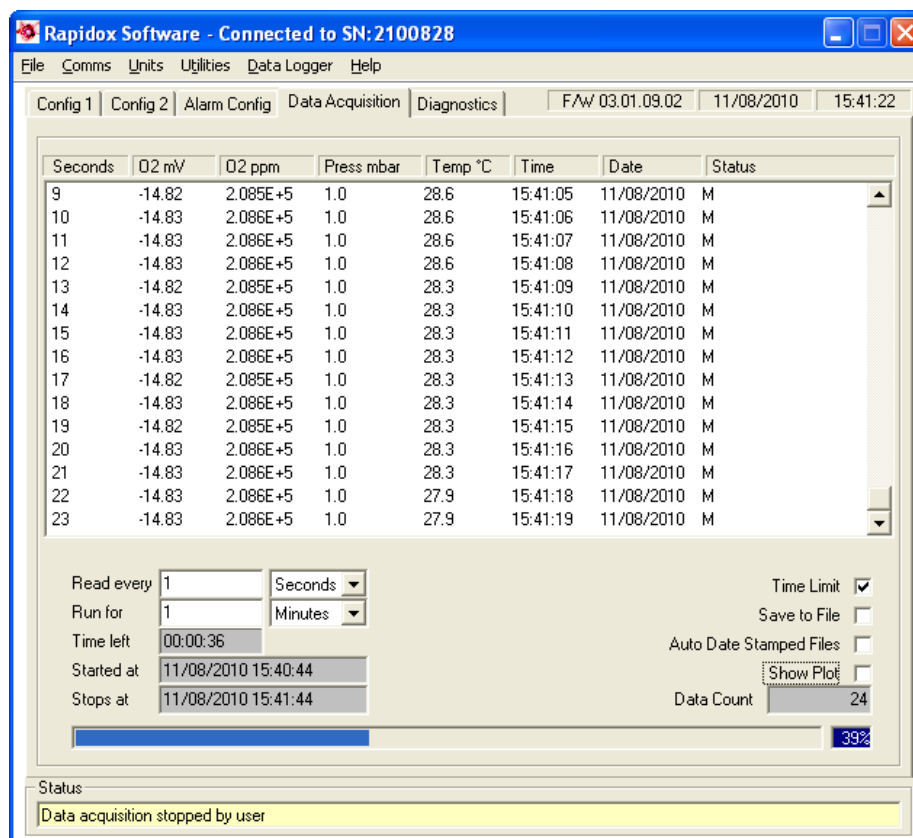 Rapidox Software - Connected to SN:2100828
File Comms Units Utilities Data Logger Help
Config 1 Config 2 Alarm Config Data Acquisition Diagnostics F/W 03.01.09.02 11/08/2010 15:41:22
Seconds O2 mV O2 ppm Press mbar Temp °C Time Date Status
9 -14.82 2.085E+5 1.0 28.6 15:41:05 11/08/2010 M
10 -14.83 2.086E+5 1.0 28.6 15:41:06 11/08/2010 M
11 -14.83 2.086E+5 1.0 28.6 15:41:07 11/08/2010 M
12 -14.83 2.086E+5 1.0 28.6 15:41:08 11/08/2010 M
13 -14.82 2.085E+5 1.0 28.3 15:41:09 11/08/2010 M
14 -14.83 2.086E+5 1.0 28.3 15:41:10 11/08/2010 M
15 -14.83 2.086E+5 1.0 28.3 15:41:11 11/08/2010 M
16 -14.83 2.086E+5 1.0 28.3 15:41:12 11/08/2010 M
17 -14.82 2.085E+5 1.0 28.3 15:41:13 11/08/2010 M
18 -14.83 2.086E+5 1.0 28.3 15:41:14 11/08/2010 M
19 -14.82 2.085E+5 1.0 28.3 15:41:15 11/08/2010 M
20 -14.83 2.086E+5 1.0 28.3 15:41:16 11/08/2010 M
21 -14.83 2.086E+5 1.0 28.3 15:41:17 11/08/2010 M
22 -14.83 2.086E+5 1.0 27.9 15:41:18 11/08/2010 M
23 -14.83 2.086E+5 1.0 27.9 15:41:19 11/08/2010 M
Read every 1 Seconds Time Limit
Run for 1 Minutes Save to File
Time left 00:00:36 Auto Date Stamped Files
Started at 11/08/2010 15:40:44 Show Plot
Stops at 11/08/2010 15:41:44 Data Count 24
39%
Status
Data acquisition stopped by user